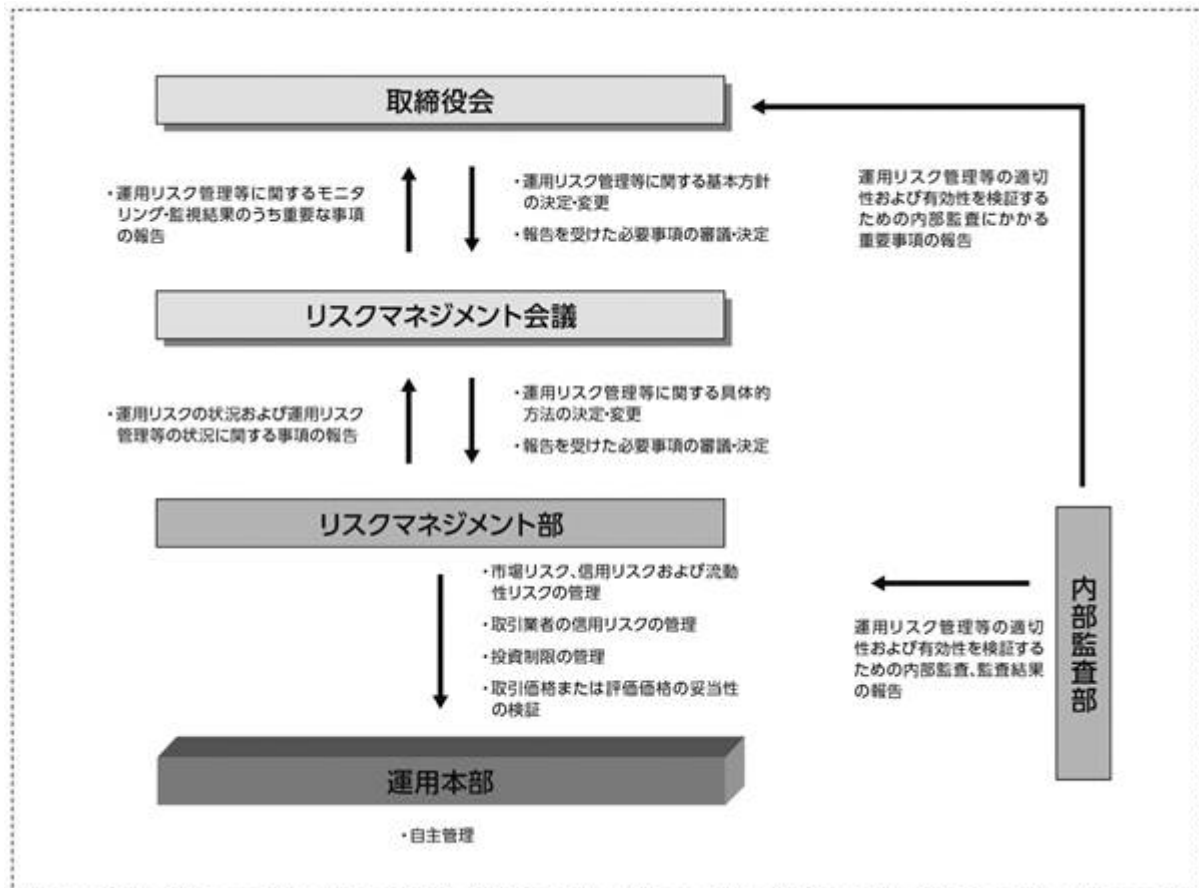 取締役会
・運用リスク管理等に関するモニタ
リング・監視結果のうち重要な事項
の報告
・運用リスク管理等に関する基本方針
の決定・変更
・報告を受けた必要事項の審議・決定
運用リスク管理等の適切
性および有効性を検証す
るための内部監査にかかる
重要事項の報告
リスクマネジメント会議
・運用リスクの状況および運用リスク
管理等の状況に関する事項の報告
・運用リスク管理等に関する具体的
方法の決定・変更
・報告を受けた必要事項の審議・決定
リスクマネジメント部
・市場リスク、信用リスクおよび流動
性リスクの管理
・取引業者の信用リスクの管理
・投資制限の管理
・取引価格または評価価格の妥当性
の検証
運用リスク管理等の適切
性および有効性を検証する
ための内部監査、監査結果
の報告
内部監査部
運用本部
・自主管理